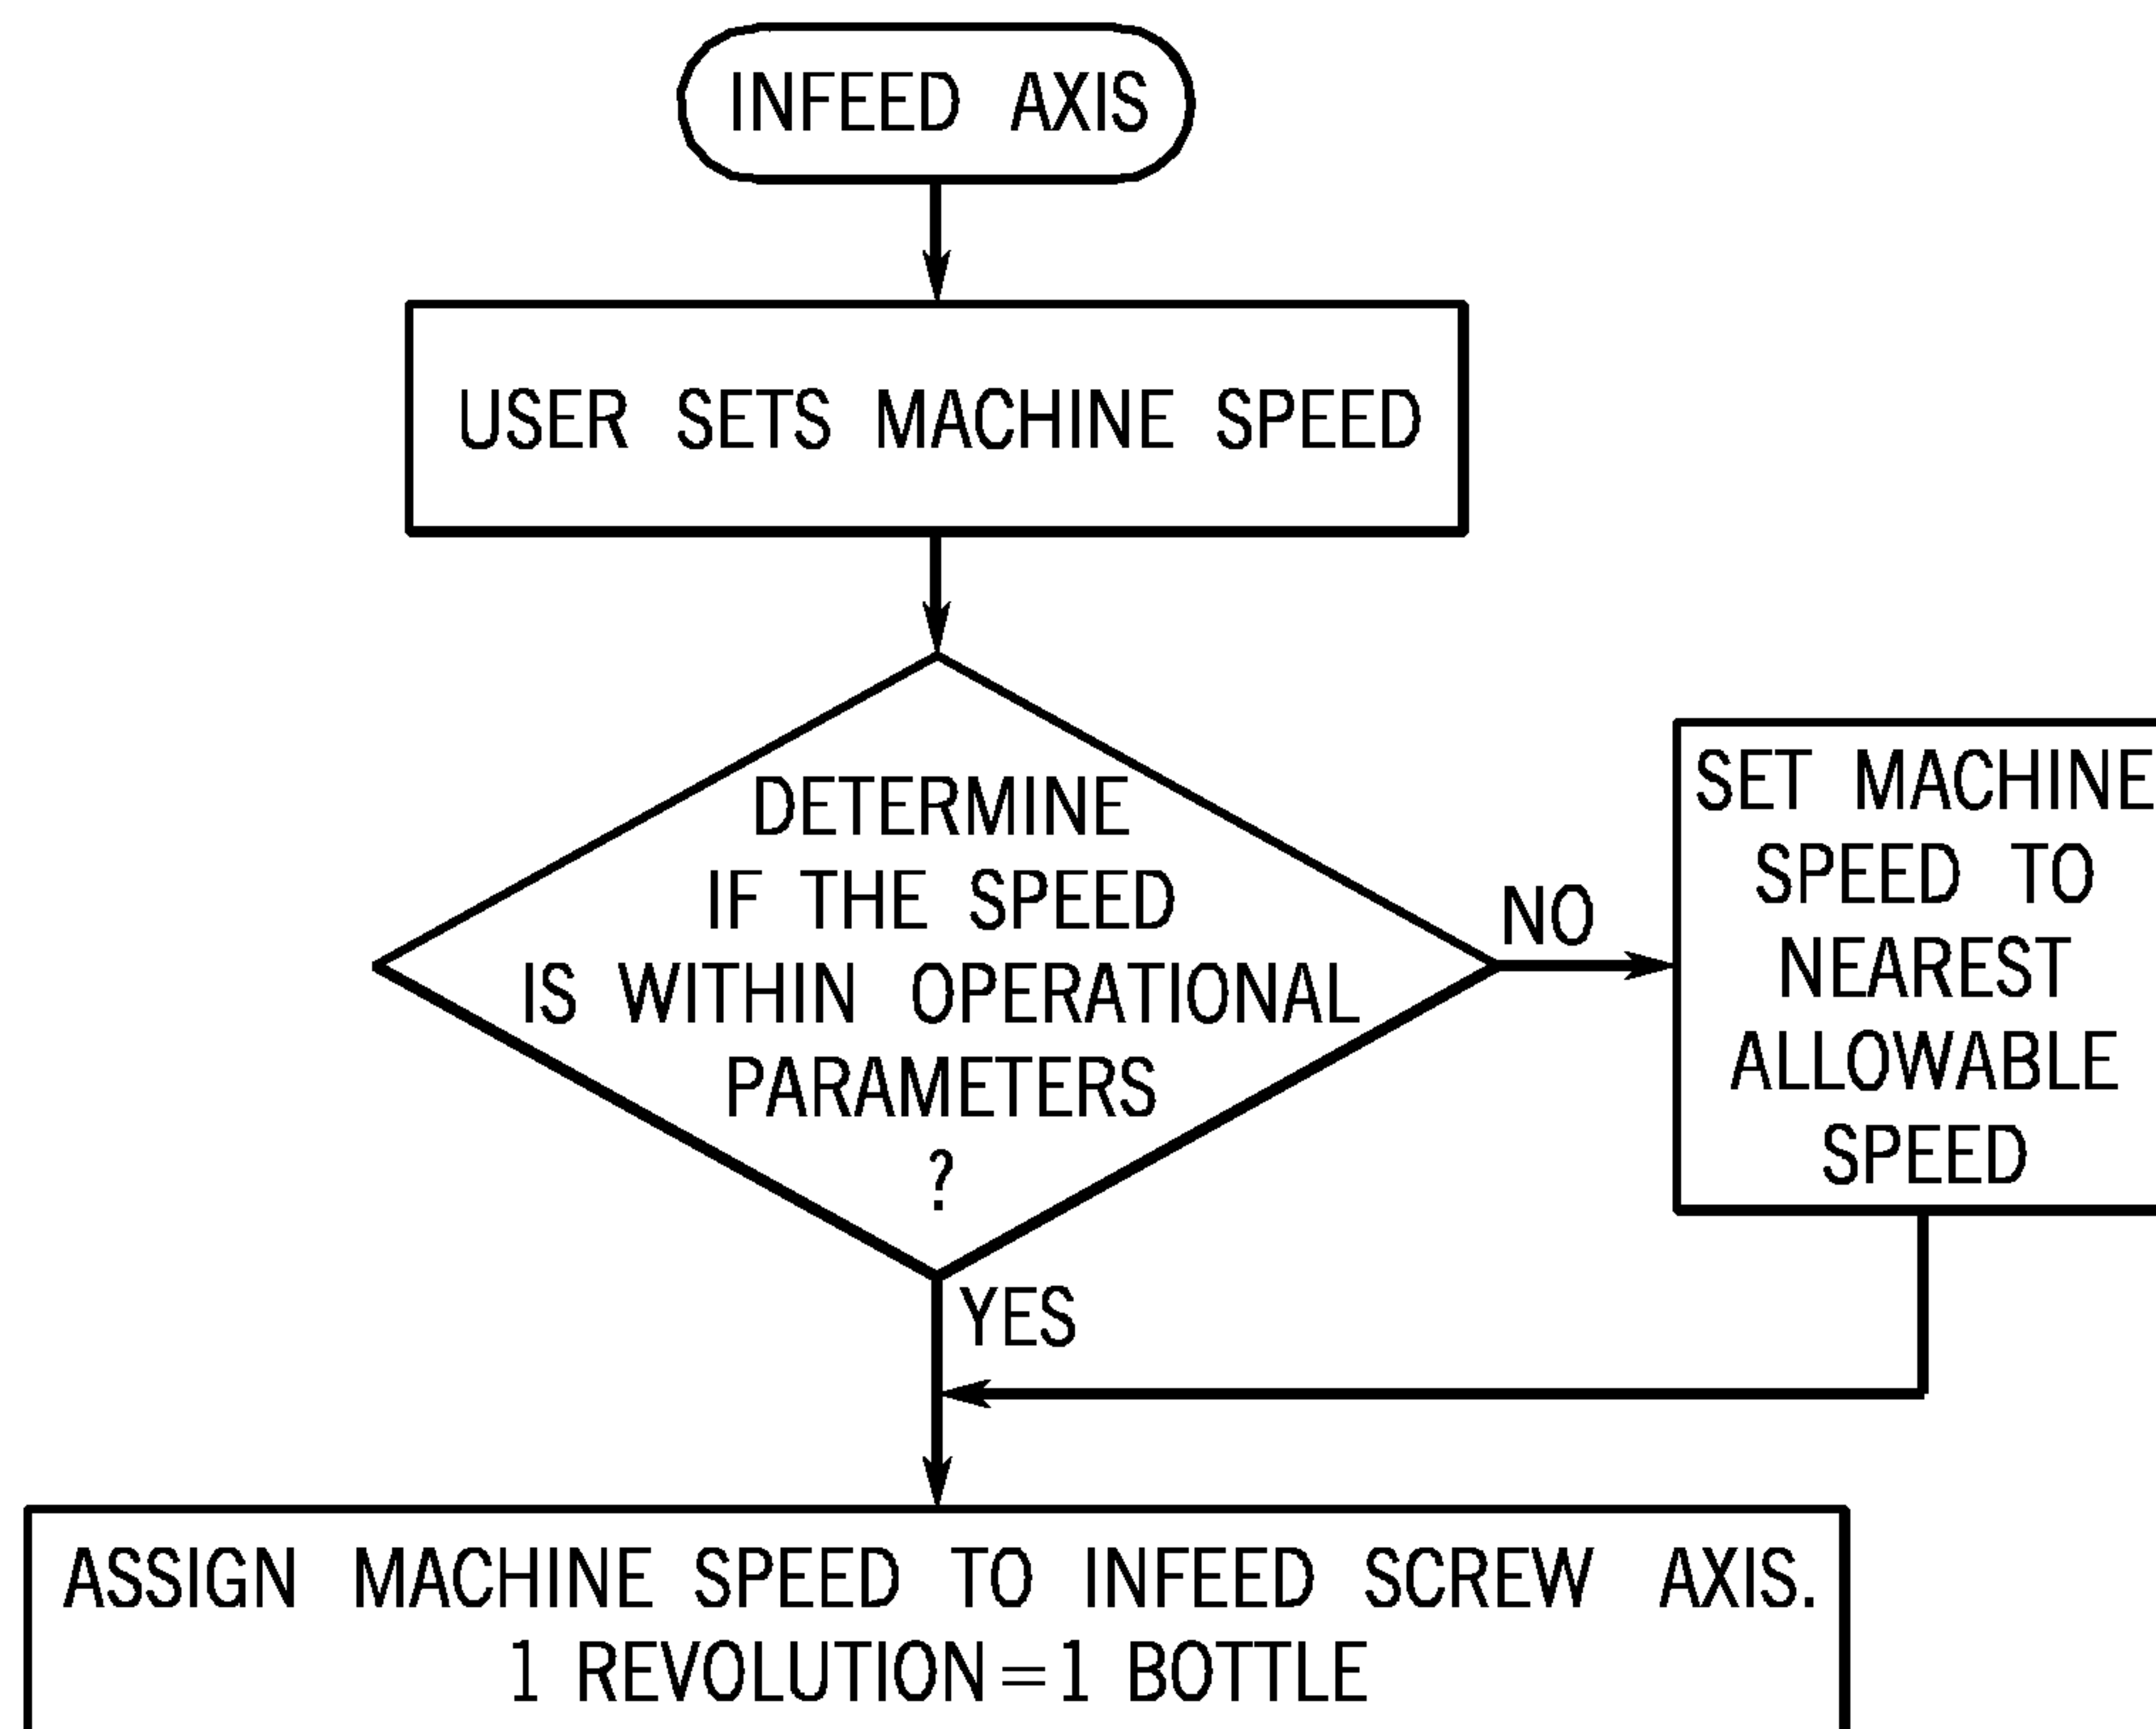 INFEED AXIS
USER SETS MACHINE SPEED
DETERMINE
IF THE SPEED
IS WITHIN OPERATIONAL
PARAMETERS
?
NO
SET MACHINE
SPEED TO
NEAREST
ALLOWABLE
SPEED
YES
ASSIGN MACHINE SPEED TO INFEED SCREW AXIS.
1 REVOLUTION=1 BOTTLE